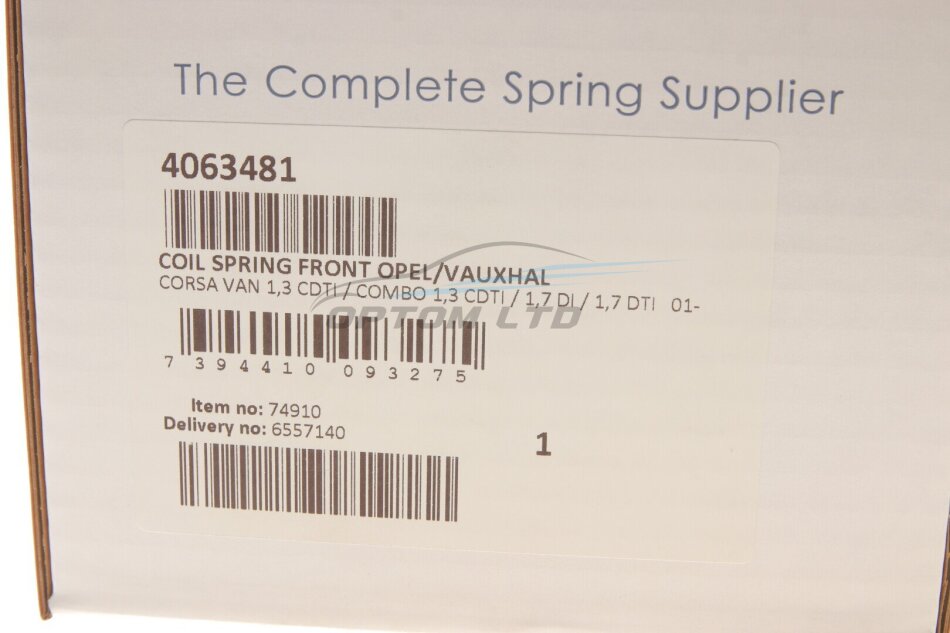 The Complete Spring Supplier
4063481
COIL SPRING FRONT OPEL/VAUXHAL
CORSA VAN 1,3 CDTI / COMBO 1,3 CDTI / 1,7 DI / 1,7 DTI 01-
OPTOM LTD
7 394410 093275
Item no: 74910
Delivery no: 6557140
1